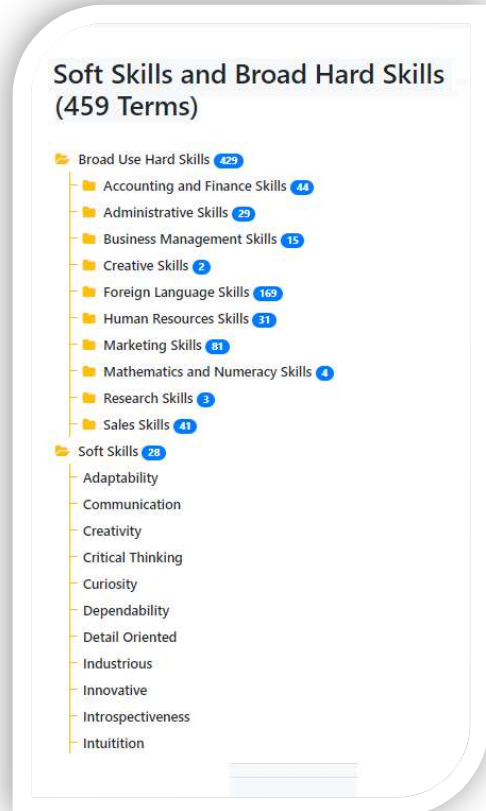 Soft Skills and Broad Hard Skills
(459 Terms)
Broad Use Hard Skills 429
Accounting and Finance Skills 44
Administrative Skills 29
Business Management Skills 15
Creative Skills 2
Foreign Language Skills 169
Human Resources Skills 31
Marketing Skills 81
Mathematics and Numeracy Skills 4
Research Skills 3
Sales Skills 41
Soft Skills 28
Adaptability
Communication
Creativity
Critical Thinking
Curiosity
Dependability
Detail Oriented
Industrious
Innovative
Introspectiveness
Intuitition